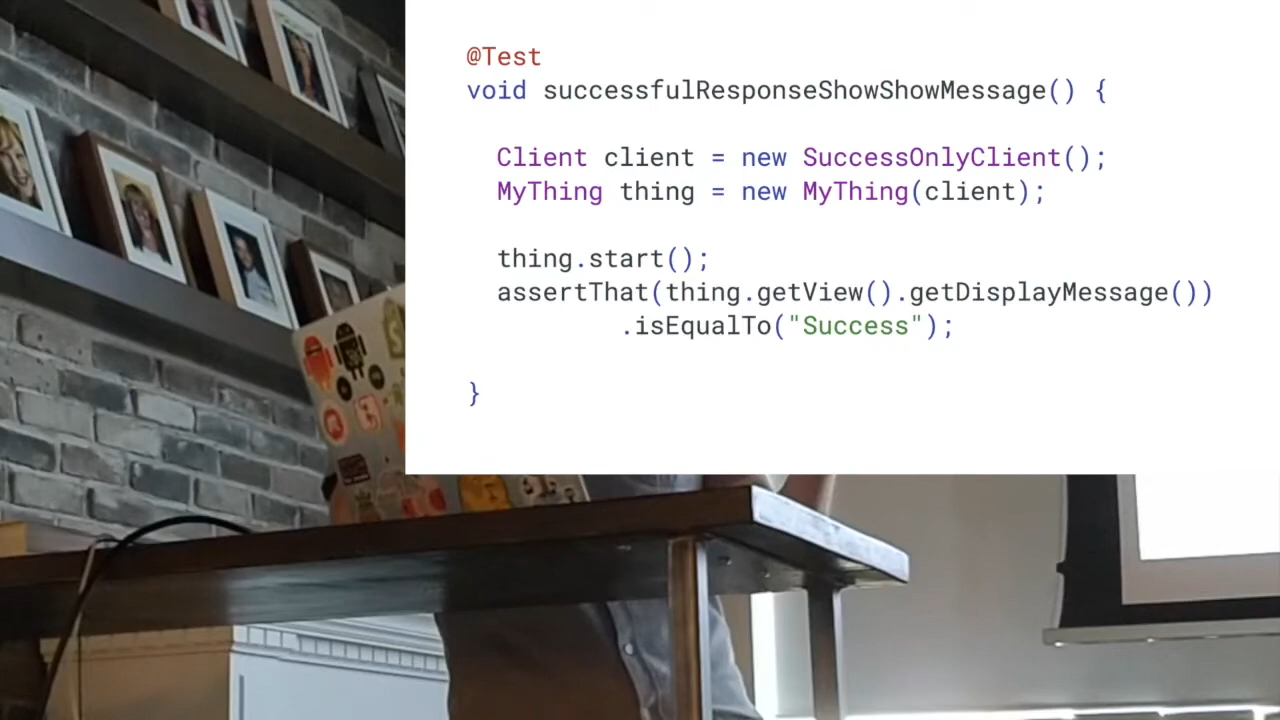 @Test
void successfulResponseShowShowMessage() {
Client client = new SuccessOnlyClient();
MyThing thing = new MyThing(client);
thing.start();
assertThat(thing.getView().getDisplayMessage())
.isEqualTo("Success");
}